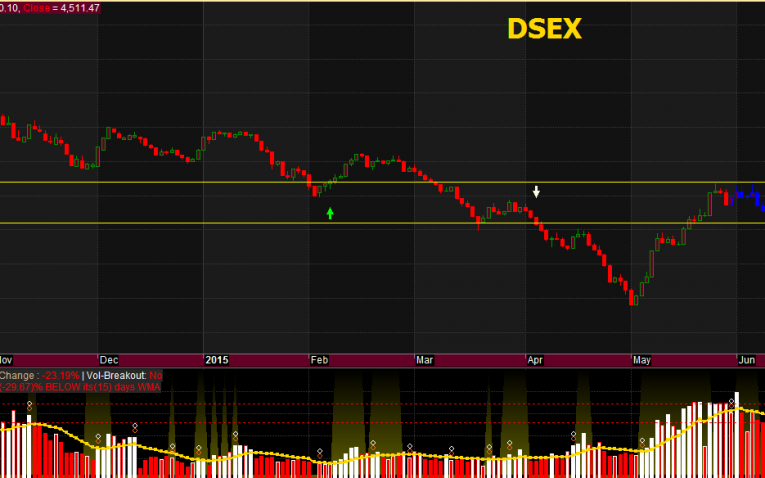 0.10, Close = 4,511.47
DSEX
Nov Dec 2015 Feb Mar Apr May Jun
Change : -23.19% | Vol-Breakout: No
(-29.67)% BELOW its(15) days WMA